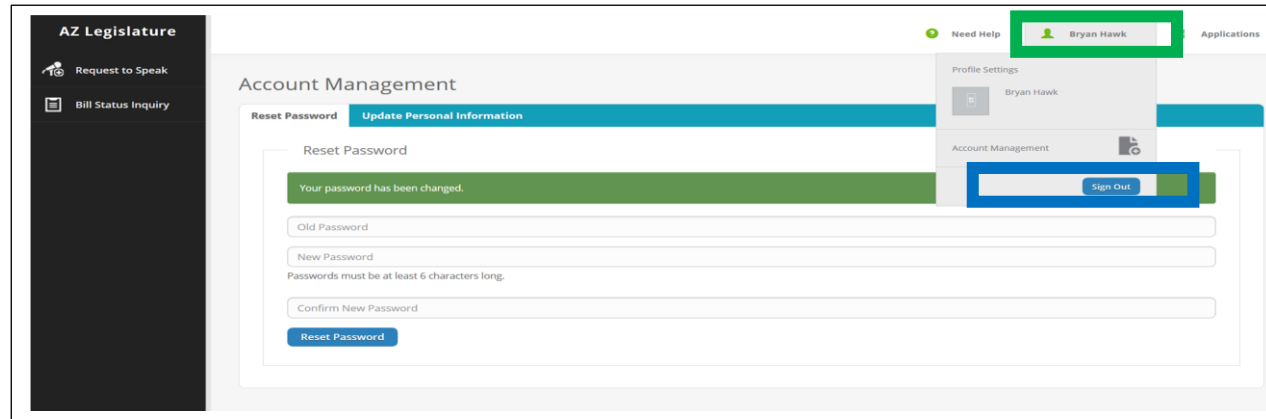 AZ Legislature
Need Help
Bryan Hawk
Applications
Request to Speak
Bill Status Inquiry
Profile Settings
Bryan Hawk
Account Management
Sign Out
Account Management
Reset Password
Update Personal Information
Reset Password
Your password has been changed.
Old Password
New Password
Passwords must be at least 6 characters long.
Confirm New Password
Reset Password